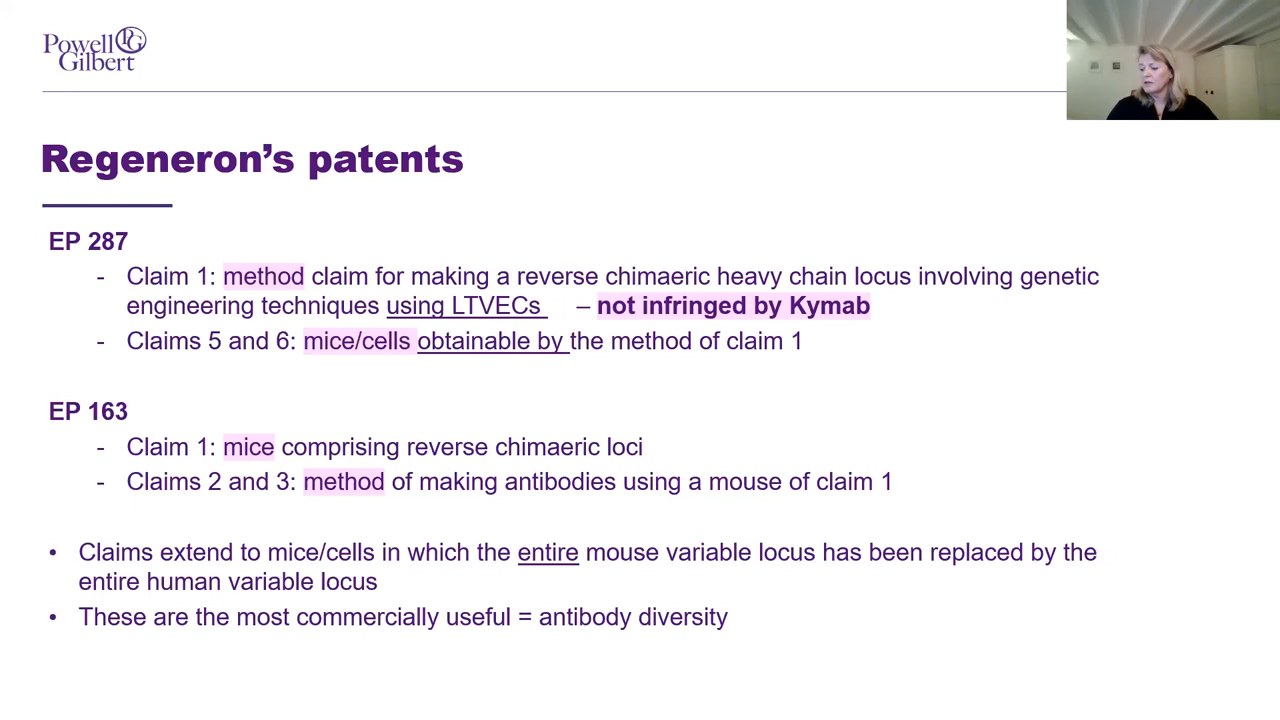 Powell PG
Gilbert
Regeneron’s patents
EP 287
- Claim 1: method claim for making a reverse chimaeric heavy chain locus involving genetic
engineering techniques using LTVECs – not infringed by Kymab
- Claims 5 and 6: mice/cells obtainable by the method of claim 1
EP 163
- Claim 1: mice comprising reverse chimaeric loci
- Claims 2 and 3: method of making antibodies using a mouse of claim 1
• Claims extend to mice/cells in which the entire mouse variable locus has been replaced by the
entire human variable locus
• These are the most commercially useful = antibody diversity